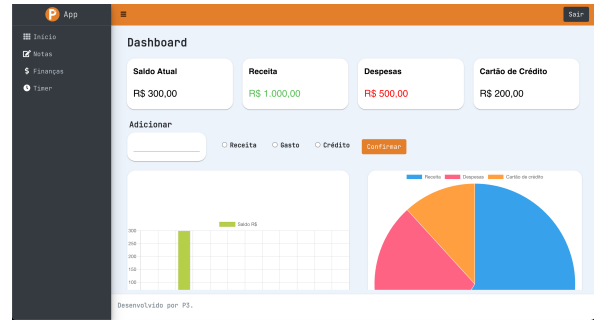 P App
Sair
Inicio
Notas
Finanças
Timer
Dashboard
Saldo Atual
R$ 300,00
Receita
R$ 1.000,00
Despesas
R$ 500,00
Cartão de Crédito
R$ 200,00
Adicionar
Receita
Gasto
Crédito
Confirmar
Saldo R$
300
250
200
150
100
Receita
Despesas
Cartão de crédito
Desenvolvido por P3.